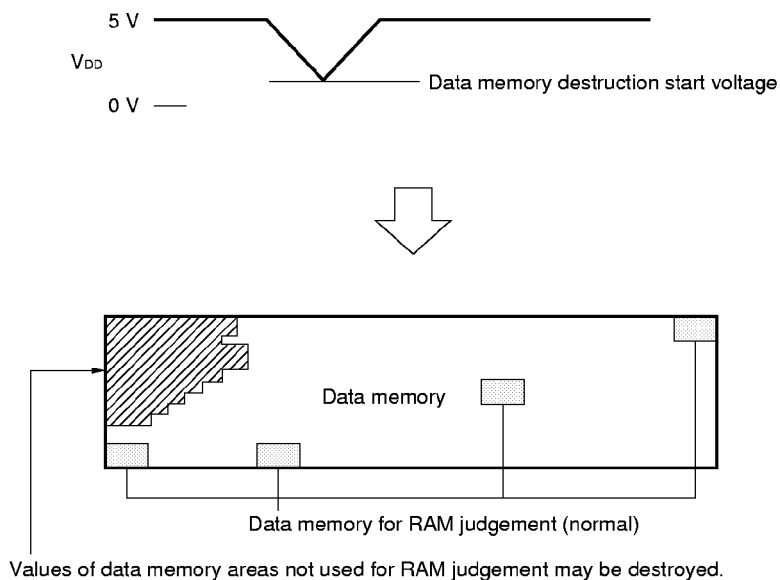 5 V
VDD
Data memory destruction start voltage
0 V
Data memory
Data memory for RAM judgement (normal)
Values of data memory areas not used for RAM judgement may be destroyed.